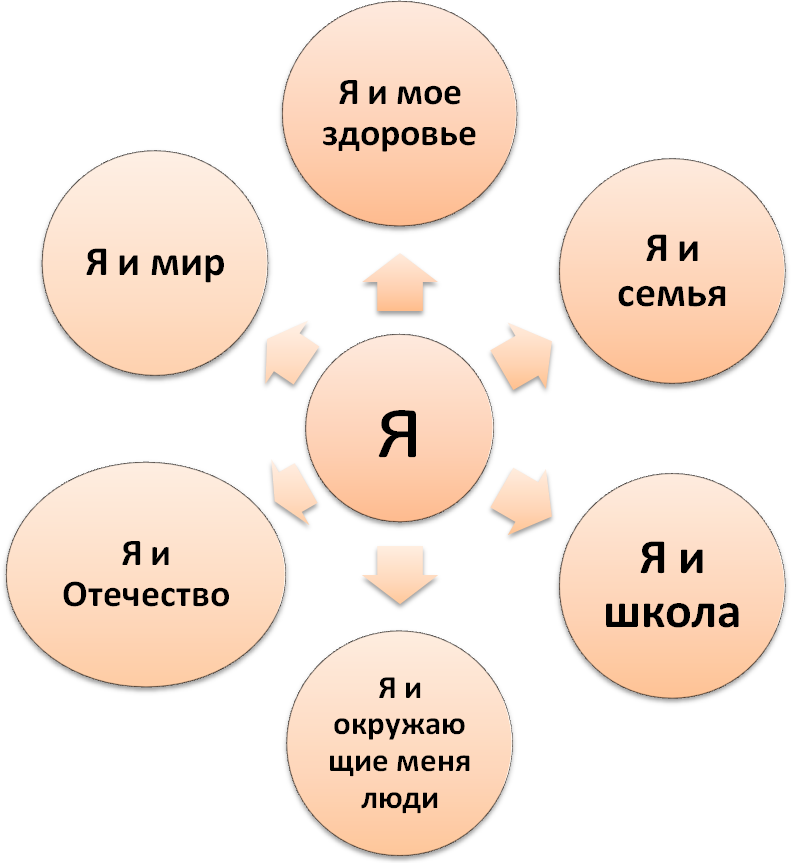 Я и мое
здоровье
Я и мир
Я и
семья
Я
Я и
Отечество
Я и
школа
Я и
окружаю
щие меня
люди